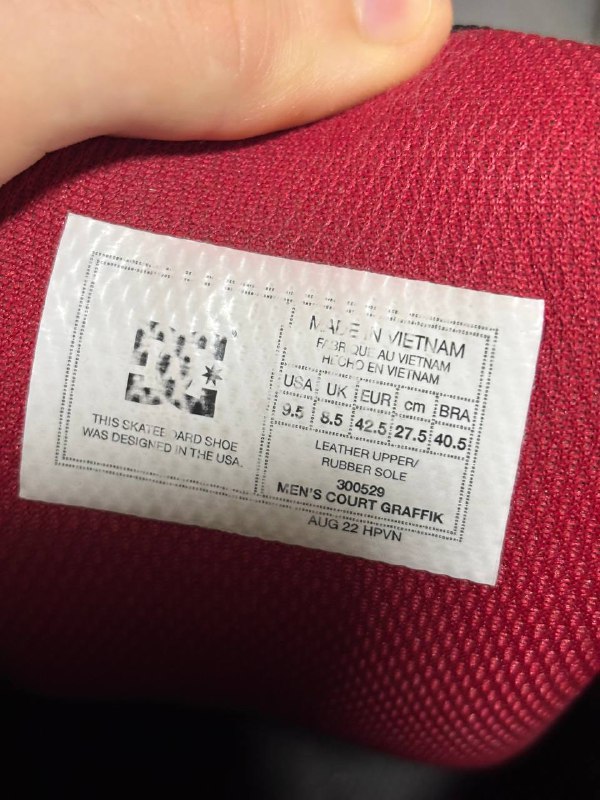 THIS SKATEBOARD SHOE
WAS DESIGNED IN THE USA.
MADE IN VIETNAM
FABRIQUE AU VIETNAM
HECHO EN VIETNAM
USA UK EUR cm BRA
9.5 8.5 42.5 27.5 40.5
LEATHER UPPER/
RUBBER SOLE
300529
MEN'S COURT GRAFFIK
AUG 22 HPVN